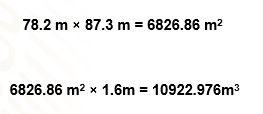 78.2 m × 87.3 m = 6826.86 m²
6826.86 m² × 1.6m = 10922.976m³